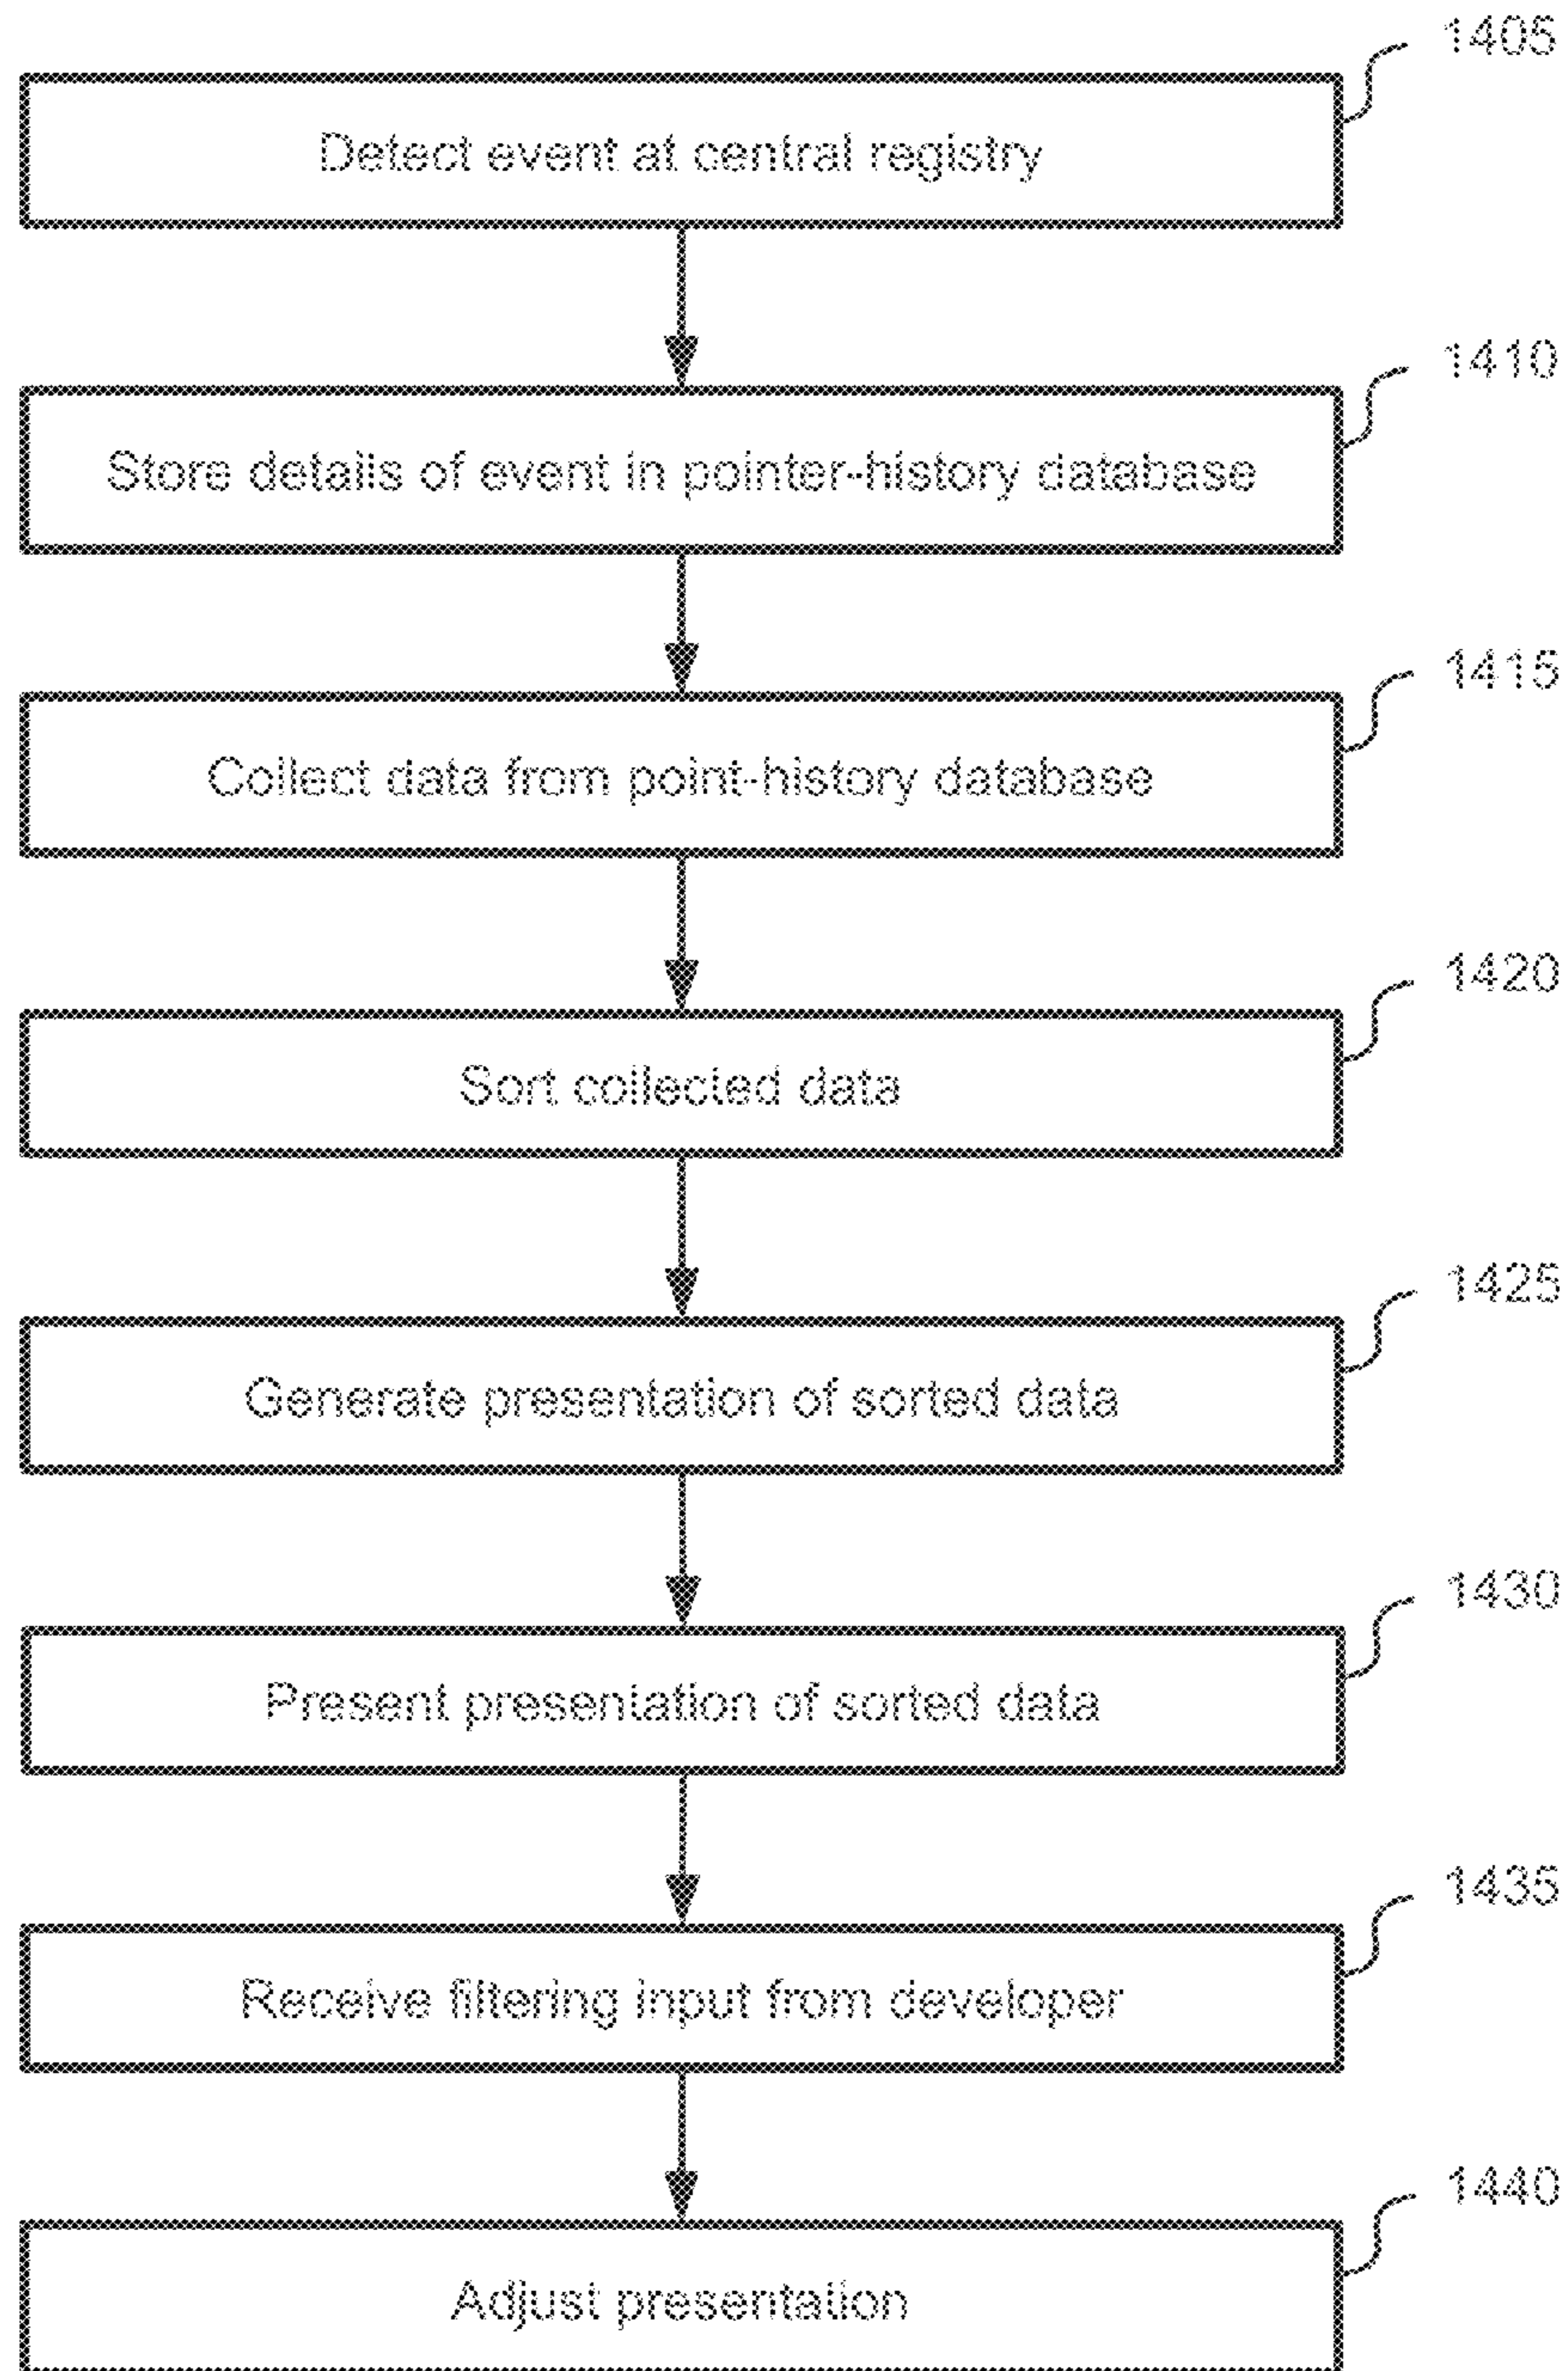 1405
Detect event at central registry
1410
Store details of event in pointer-history database
1415
Collect data from point-history database
1420
Sort collected data
1425
Generate presentation of sorted data
1430
Present presentation of sorted data
1435
Receive filtering input from developer
1440
Adjust presentation